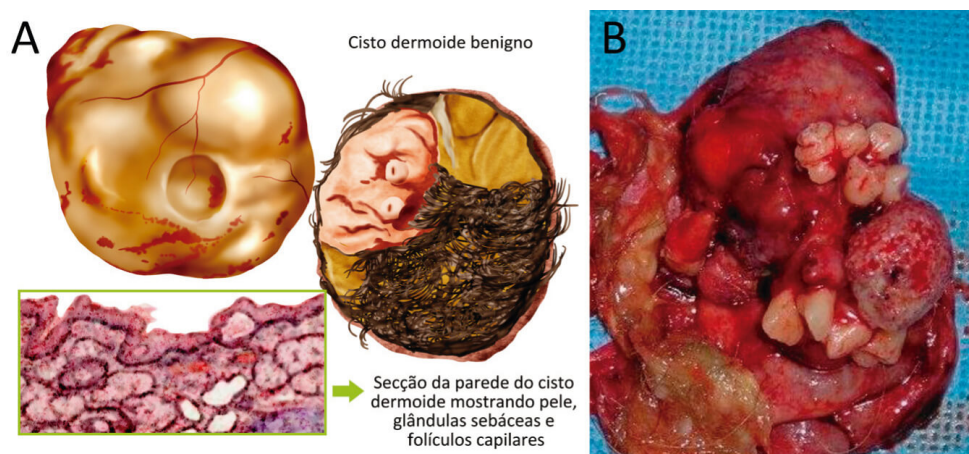 A
Cisto dermoide benigno
B
Secção da parede do cisto
dermoide mostrando pele,
glândulas sebáceas e
folículos capilares